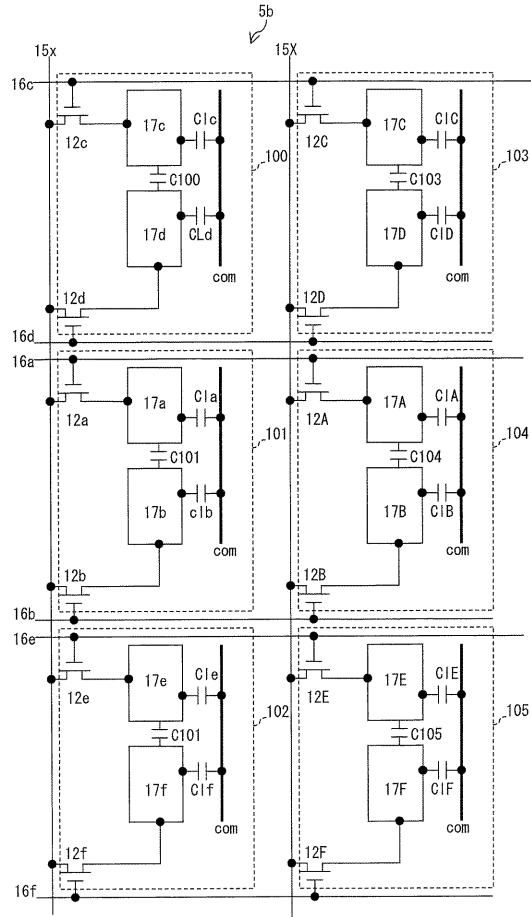 5b
15X 15X
16c
17c Clc 17C ClC
12c 12C
100 103
C100 C103
17d CLd 17D ClD
com com
12d 12D
16d
16a
17a Cla 17A ClA
12a 12A
101 104
C101 C104
17b clb 17B ClB
com com
12b 12B
16b
16e
17e Cle 17E ClE
12e 12E
102 105
C101 C105
17f Clf 17F ClF
com com
12f 12F
16f